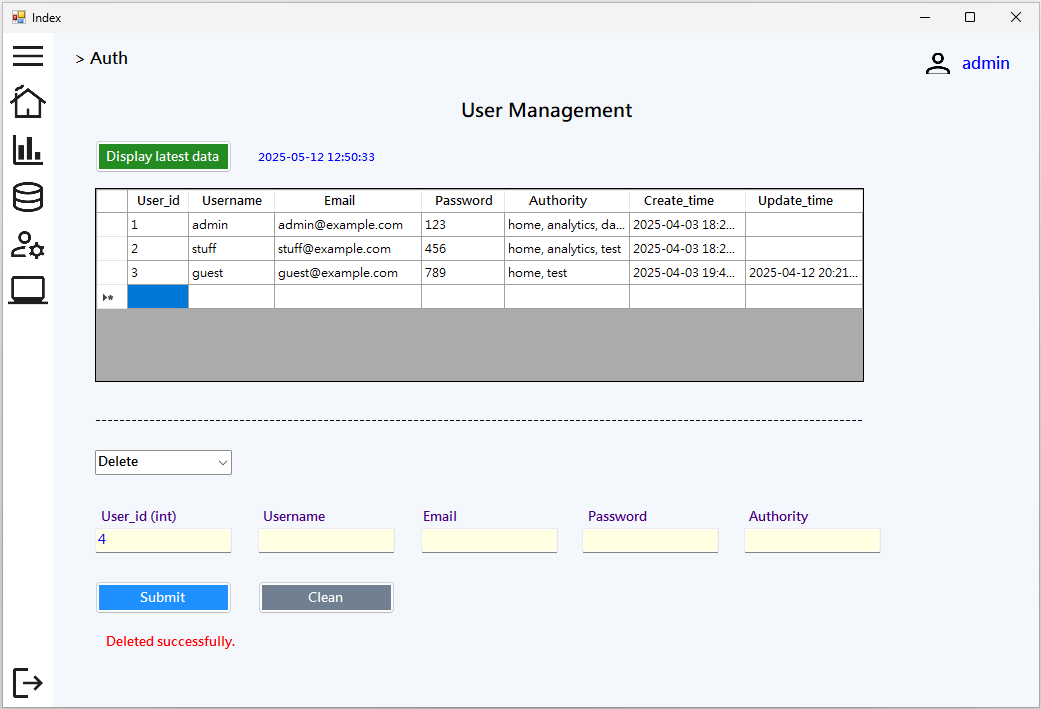 Index
> Auth
admin
User Management
Display latest data 2025-05-12 12:50:33
User_id Username Email Password Authority Create_time Update_time
1 admin admin@example.com 123 home, analytics, da... 2025-04-03 18:2...
2 stuff stuff@example.com 456 home, analytics, test 2025-04-03 18:2...
3 guest guest@example.com 789 home, test 2025-04-03 19:4... 2025-04-12 20:21...
Delete
User_id (int) Username Email Password Authority
4
Submit Clean
Deleted successfully.